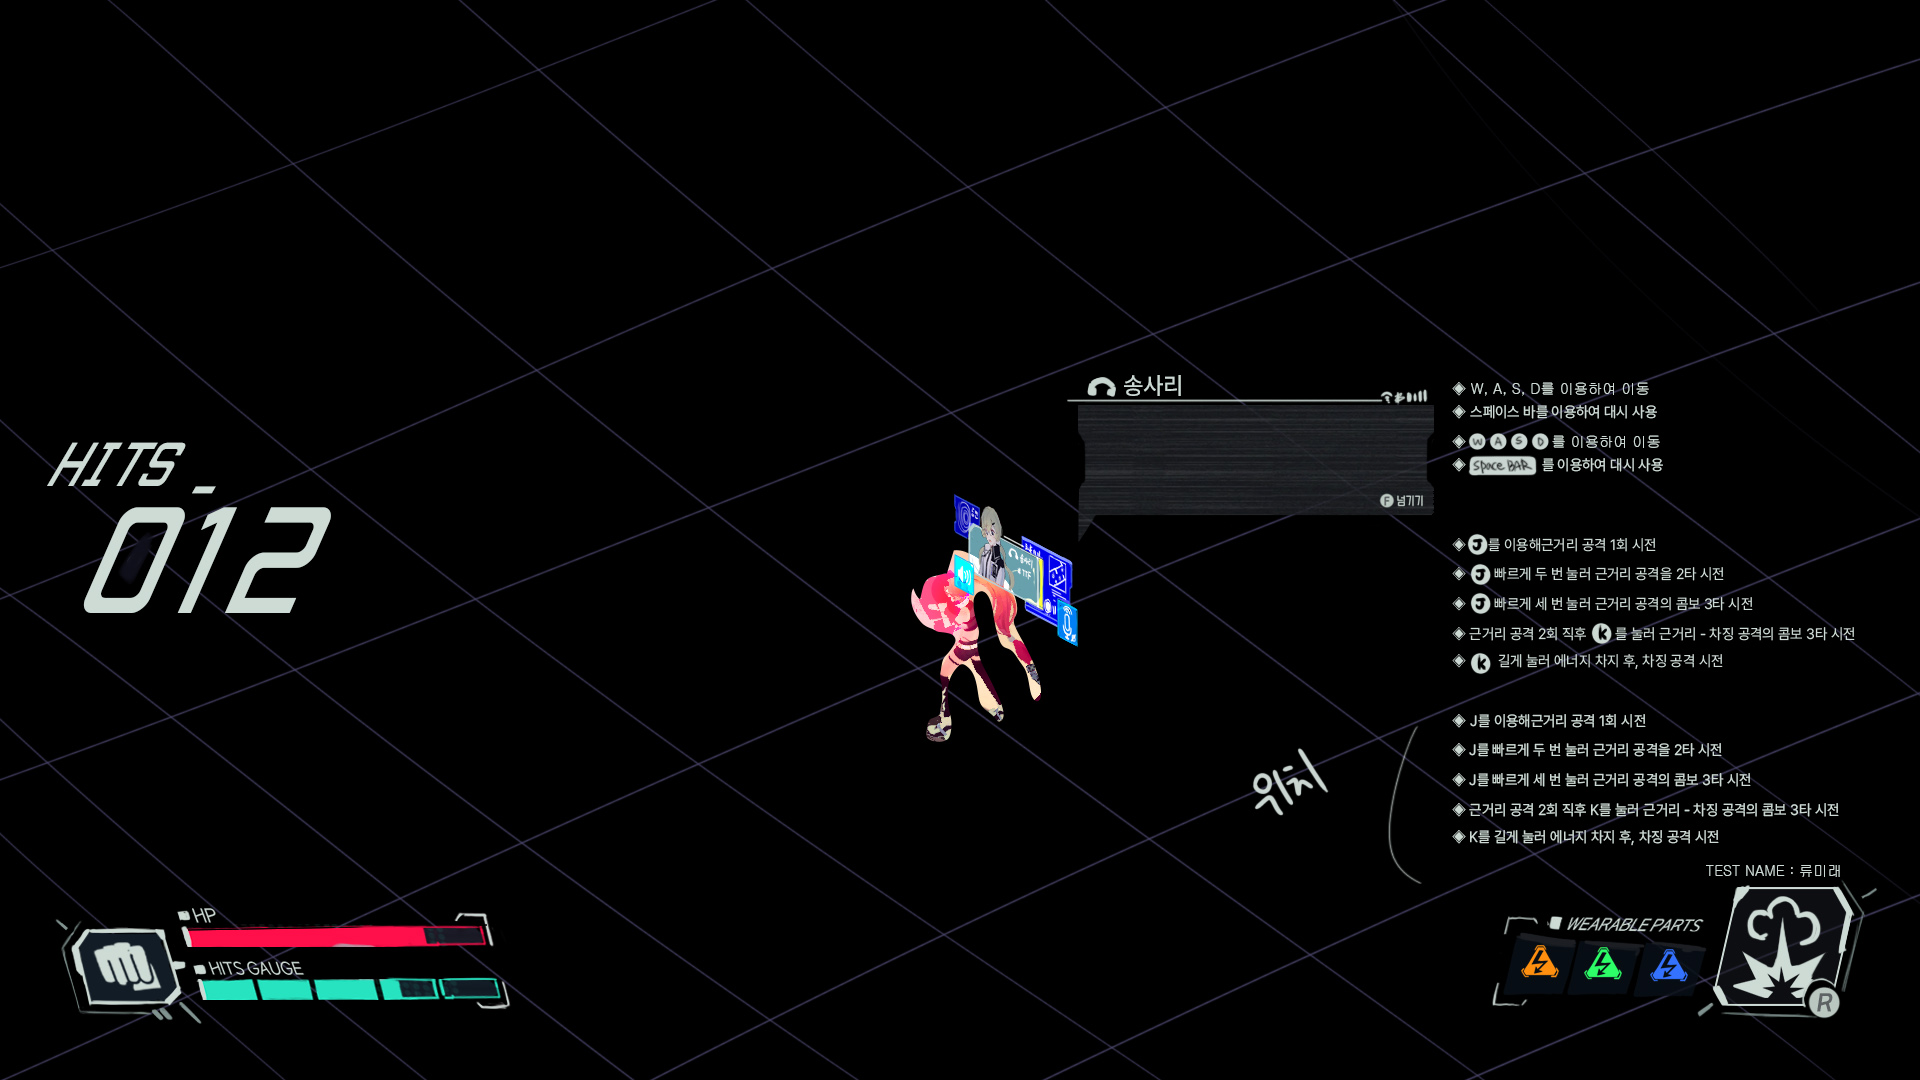 송사리
F 넘기기
W, A, S, D를 이용하여 이동
스페이스 바를 이용하여 대시 사용
W A S D 를 이용하여 이동
Space BAR 를 이용하여 대시 사용
HITS
012
J를 이용해근거리 공격 1회 시전
J 빠르게 두 번 눌러 근거리 공격을 2타 시전
J 빠르게 세 번 눌러 근거리 공격의 콤보 3타 시전
근거리 공격 2회 직후 K 를 눌러 근거리 - 차징 공격의 콤보 3타 시전
K 길게 눌러 에너지 차지 후, 차징 공격 시전
위치
J를 이용해근거리 공격 1회 시전
J를 빠르게 두 번 눌러 근거리 공격을 2타 시전
J를 빠르게 세 번 눌러 근거리 공격의 콤보 3타 시전
근거리 공격 2회 직후 K를 눌러 근거리 - 차징 공격의 콤보 3타 시전
K를 길게 눌러 에너지 차지 후, 차징 공격 시전
TEST NAME : 류미래
HP
HITS GAUGE
WEARABLE PARTS
R